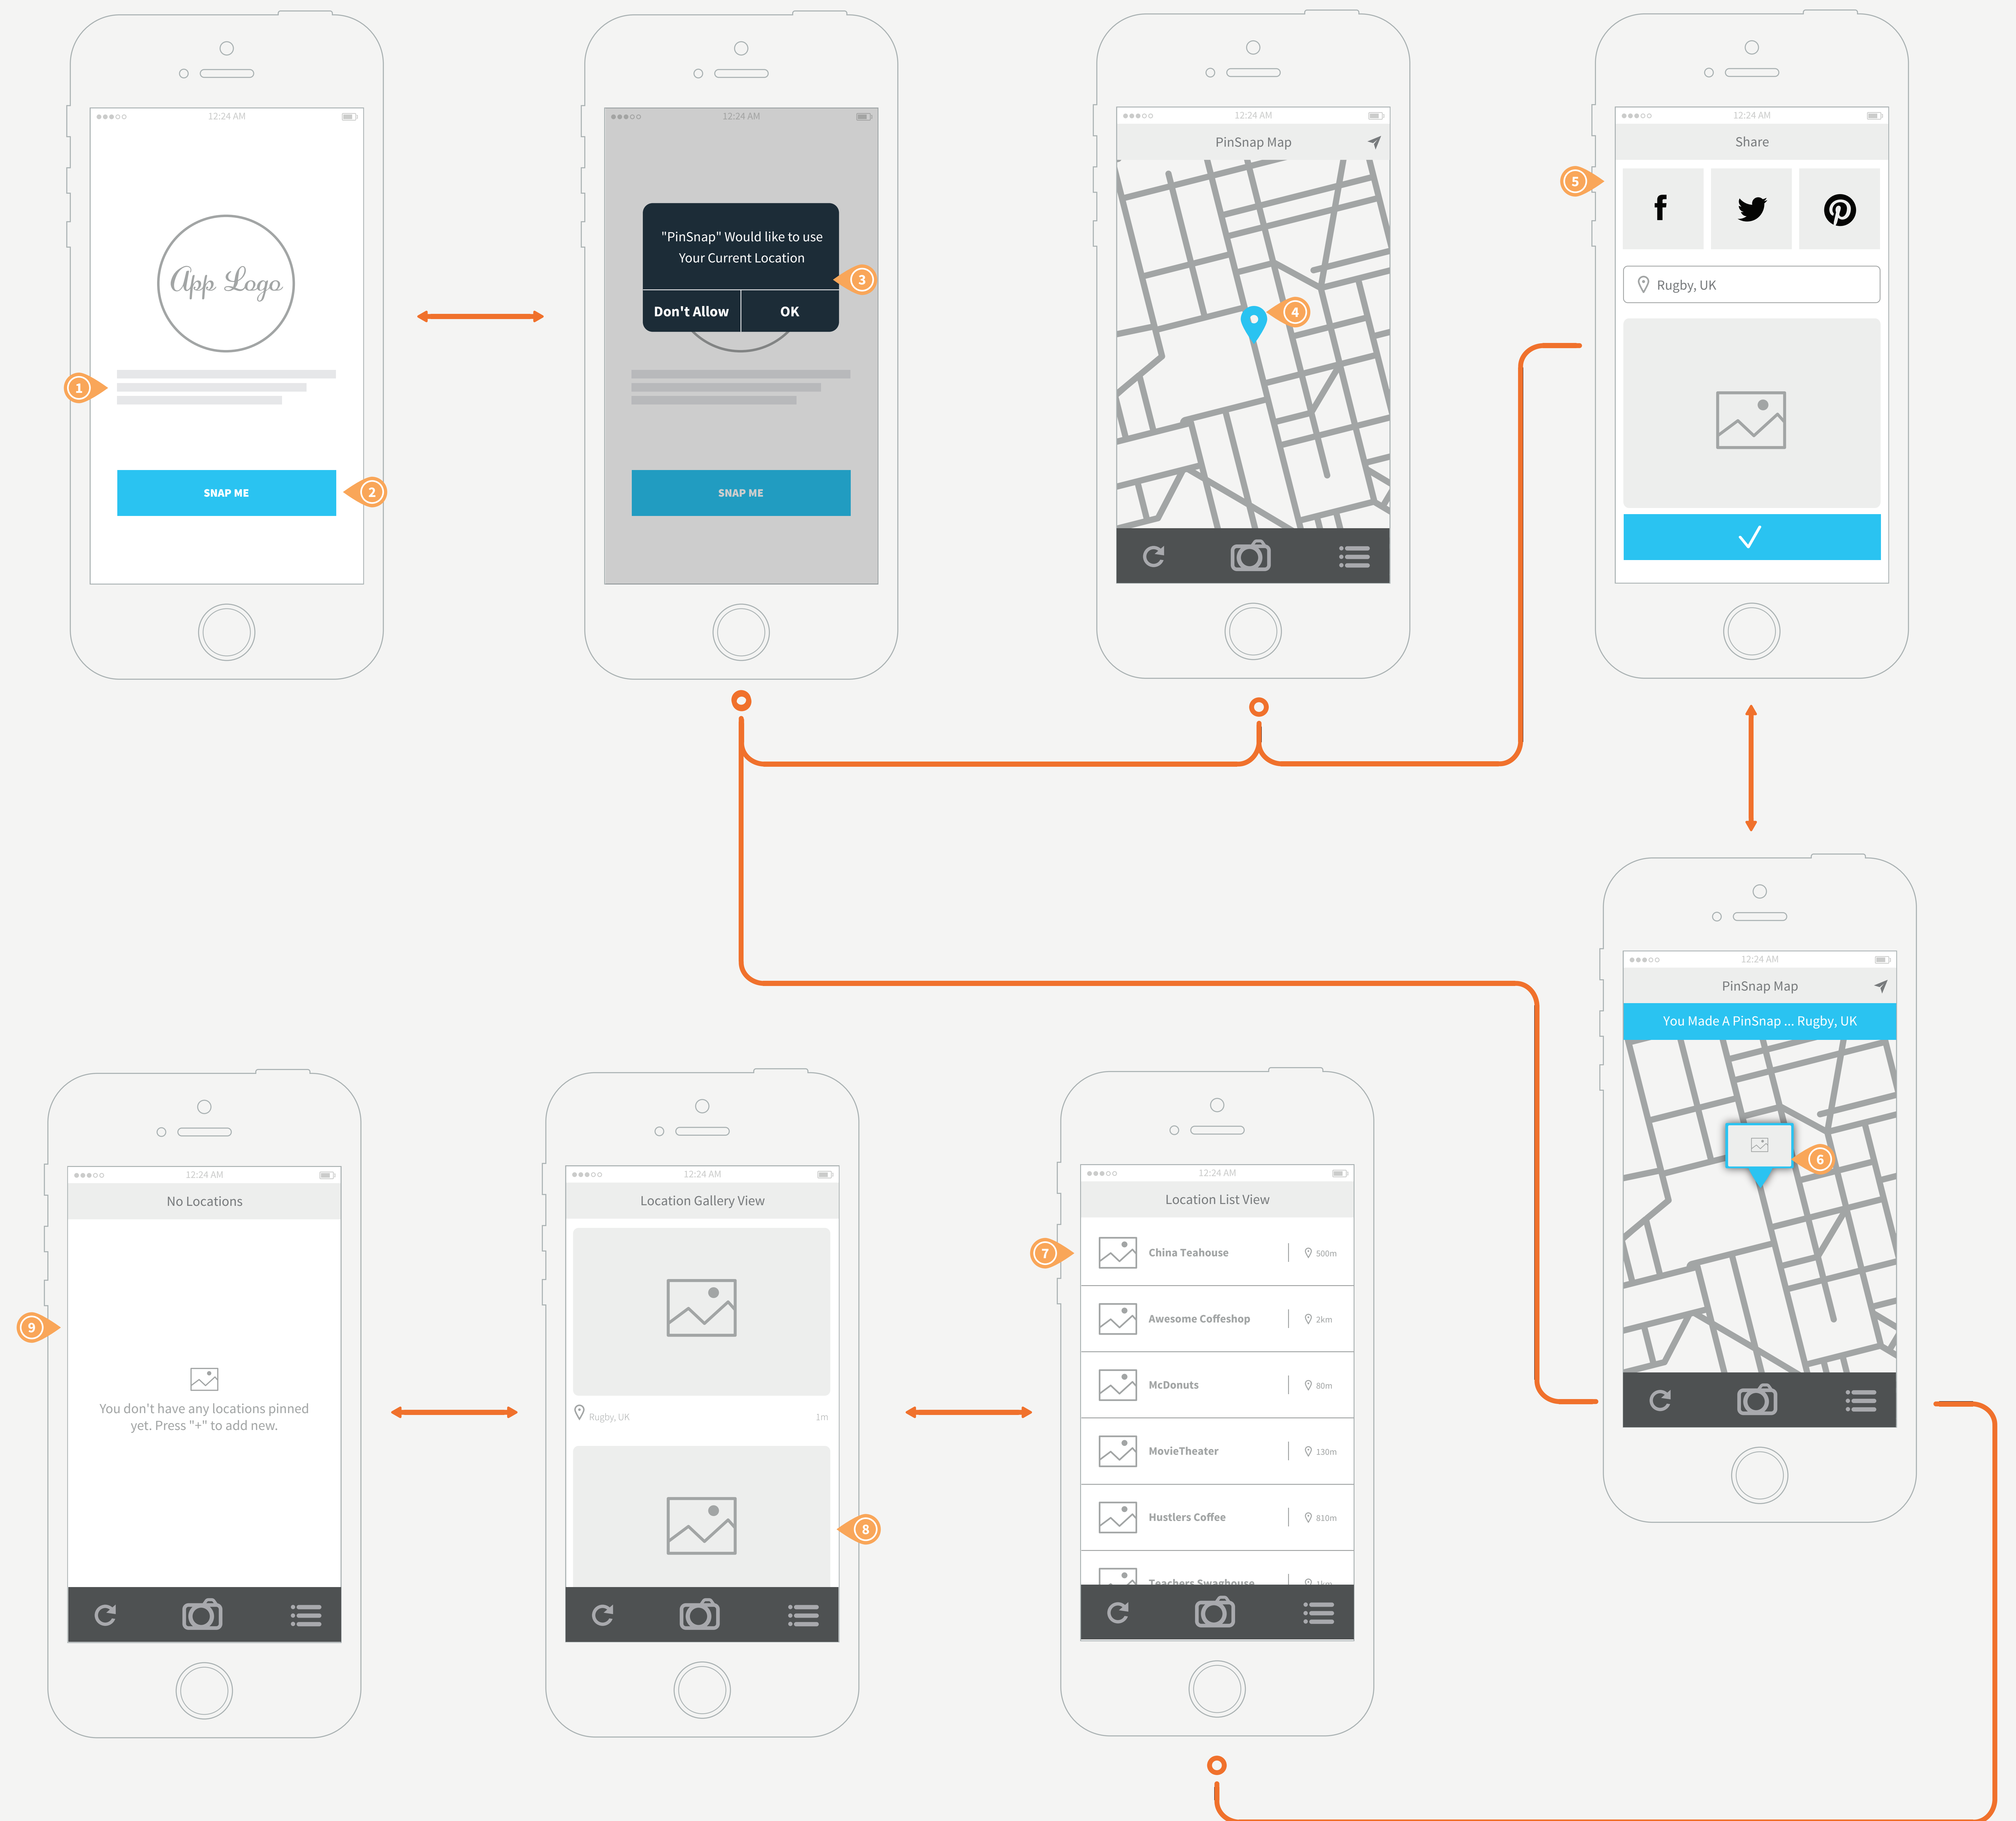 12:24 AM
App Logo
1
SNAP ME
2
12:24 AM
"PinSnap" Would like to use
Your Current Location
3
Don't Allow
OK
SNAP ME
12:24 AM
PinSnap Map
4
12:24 AM
Share
5
f
Rugby, UK
12:24 AM
PinSnap Map
You Made A PinSnap ... Rugby, UK
6
12:24 AM
No Locations
9
You don't have any locations pinned
yet. Press "+" to add new.
12:24 AM
Location Gallery View
Rugby, UK
1m
8
12:24 AM
Location List View
7
China Teahouse
500m
Awesome Coffeshop
2km
McDonuts
80m
MovieTheater
130m
Hustlers Coffee
810m
Teachers Swaghouse
1km